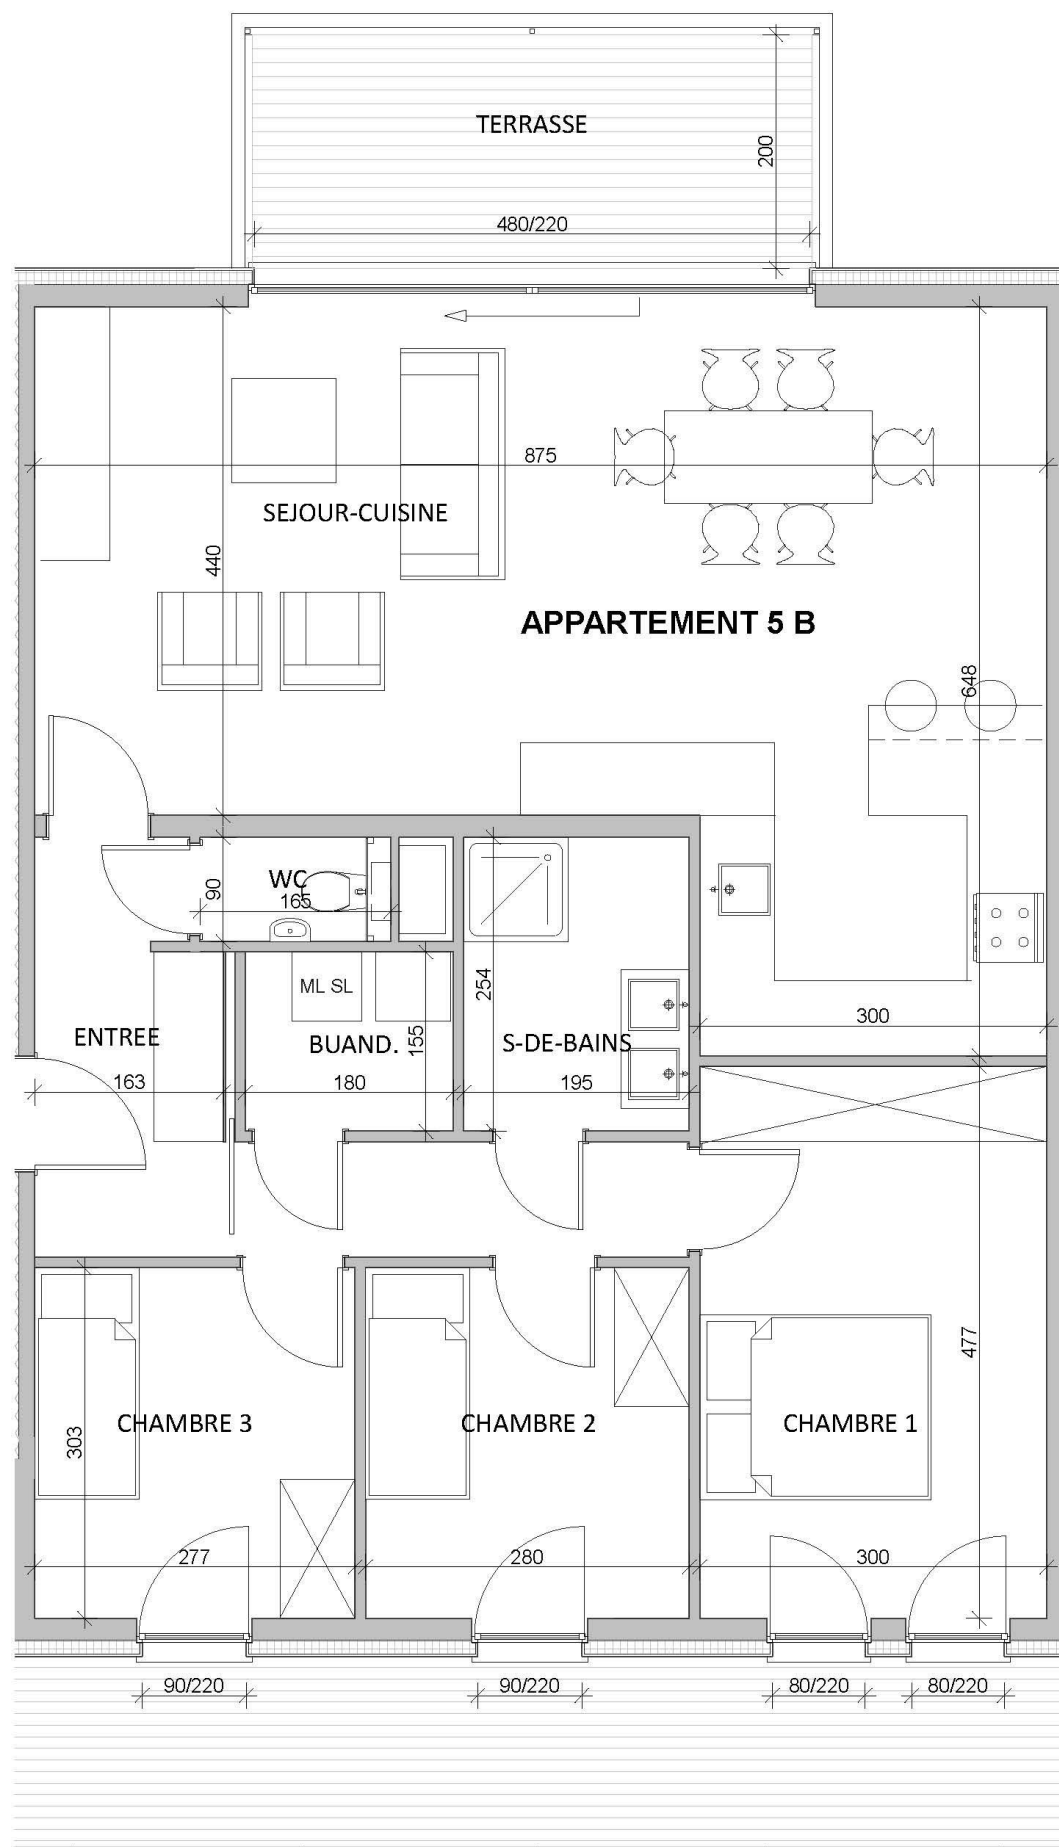 TERRASSE
200
480/220
875
SEJOUR-CUISINE
440
APPARTEMENT 5 B
648
WC
90
165
254
ML SL
ENTREE
BUAND.
155
S-DE-BAINS
300
163
180
195
477
CHAMBRE 3
CHAMBRE 2
CHAMBRE 1
303
277
280
300
90/220
90/220
80/220
80/220